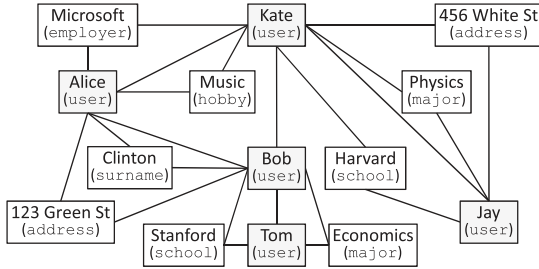 Microsoft
(employer)
Kate
(user)
456 White St
(address)
Alice
(user)
Music
(hobby)
Physics
(major)
Clinton
(surname)
Bob
(user)
Harvard
(school)
123 Green St
(address)
Stanford
(school)
Tom
(user)
Economics
(major)
Jay
(user)